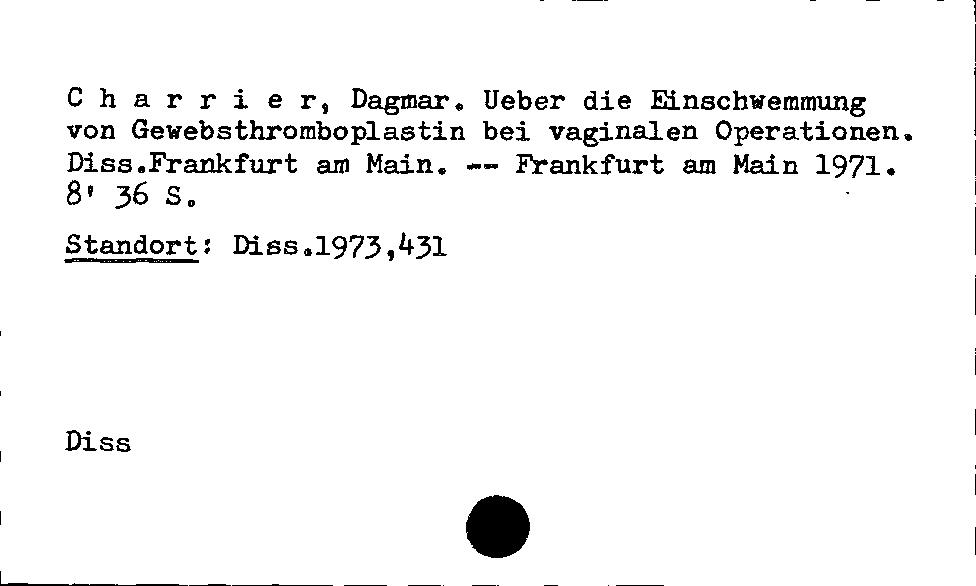 C h a r r i e r, Dagmar. Ueber die Einschwemmung
von Gewebsthromboplastin bei vaginalen Operationen.
Diss.Frankfurt am Main. -- Frankfurt am Main 1971.
8' 36 S.
Standort: Diss.1973,431
Diss